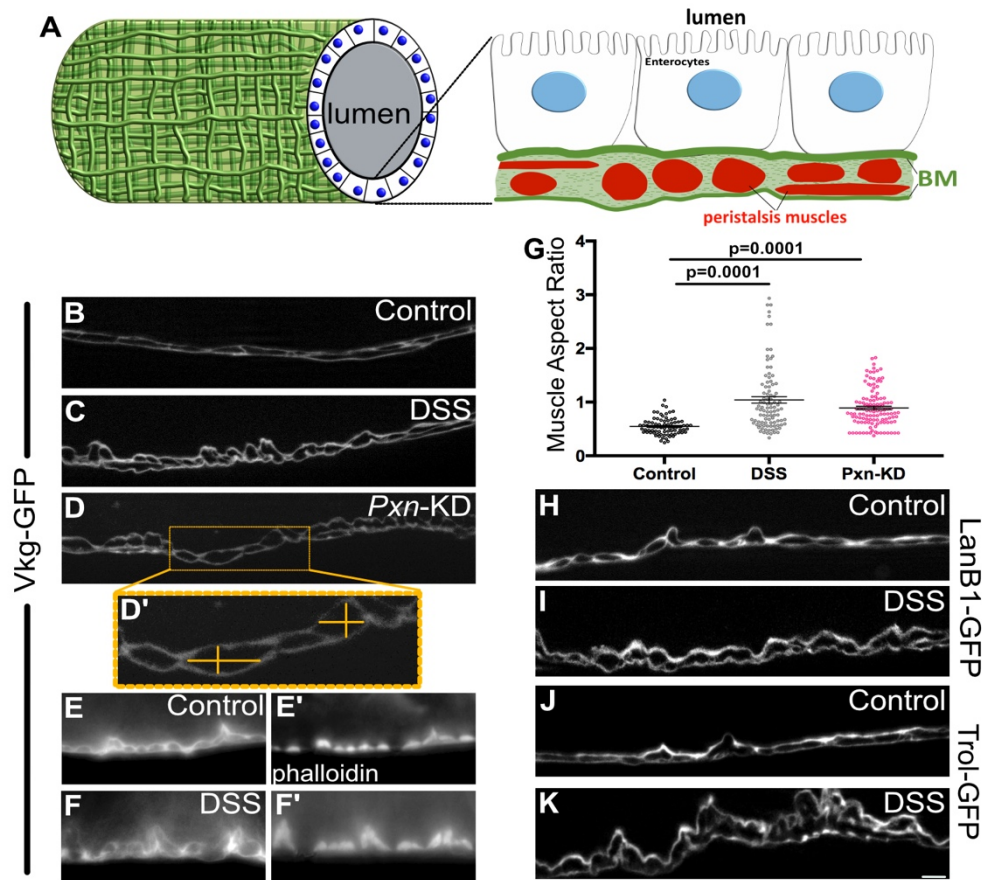 A
lumen
lumen
Enterocytes
BM
peristalsis muscles
G
p=0.0001
p=0.0001
Muscle Aspect Ratio
4
3
2
1
0
Control
DSS
Pxn-KD
Vkg-GFP
B
Control
C
DSS
D
Pxn-KD
D'
E
Control
E'
phalloidin
F
DSS
F'
H
Control
LanB1-GFP
I
DSS
J
Control
Trol-GFP
K
DSS